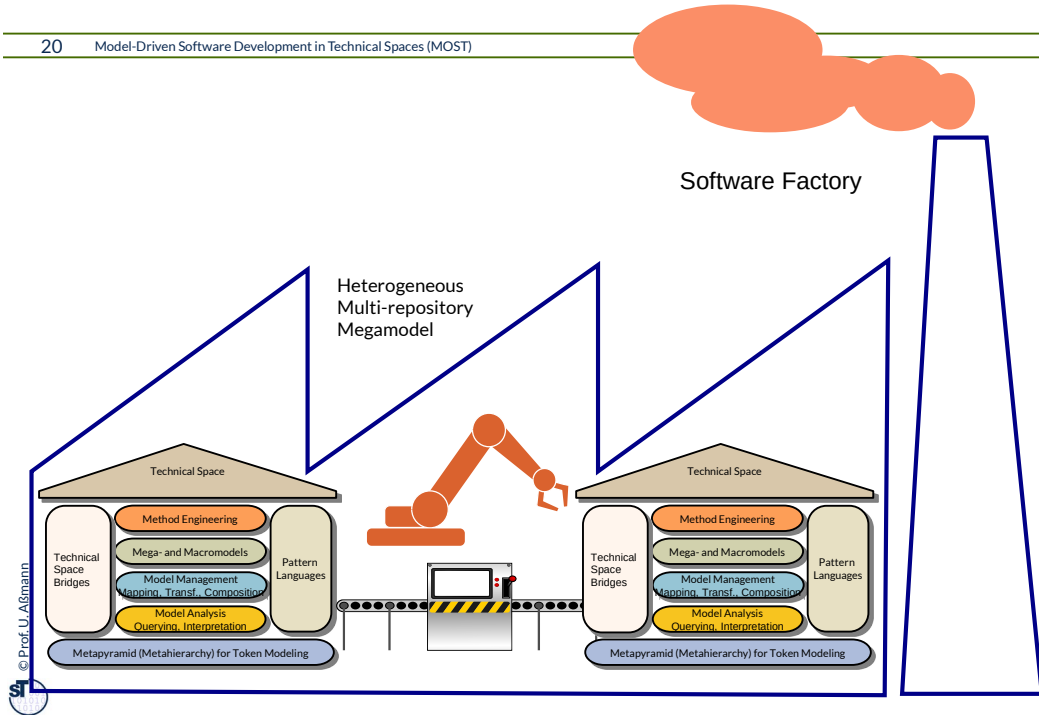 20 Model-Driven Software Development in Technical Spaces (MOST)
Software Factory
Heterogeneous
Multi-repository
Megamodel
Technical Space
Technical
Space
Bridges
Method Engineering
Mega- and Macromodels
Model Management
Mapping, Transf., Composition
Model Analysis
Querying, Interpretation
Pattern
Languages
Metapyramid (Metahierarchy) for Token Modeling
Technical Space
Technical
Space
Bridges
Method Engineering
Mega- and Macromodels
Model Management
Mapping, Transf., Composition
Model Analysis
Querying, Interpretation
Pattern
Languages
Metapyramid (Metahierarchy) for Token Modeling
© Prof. U. Aßmann
ST